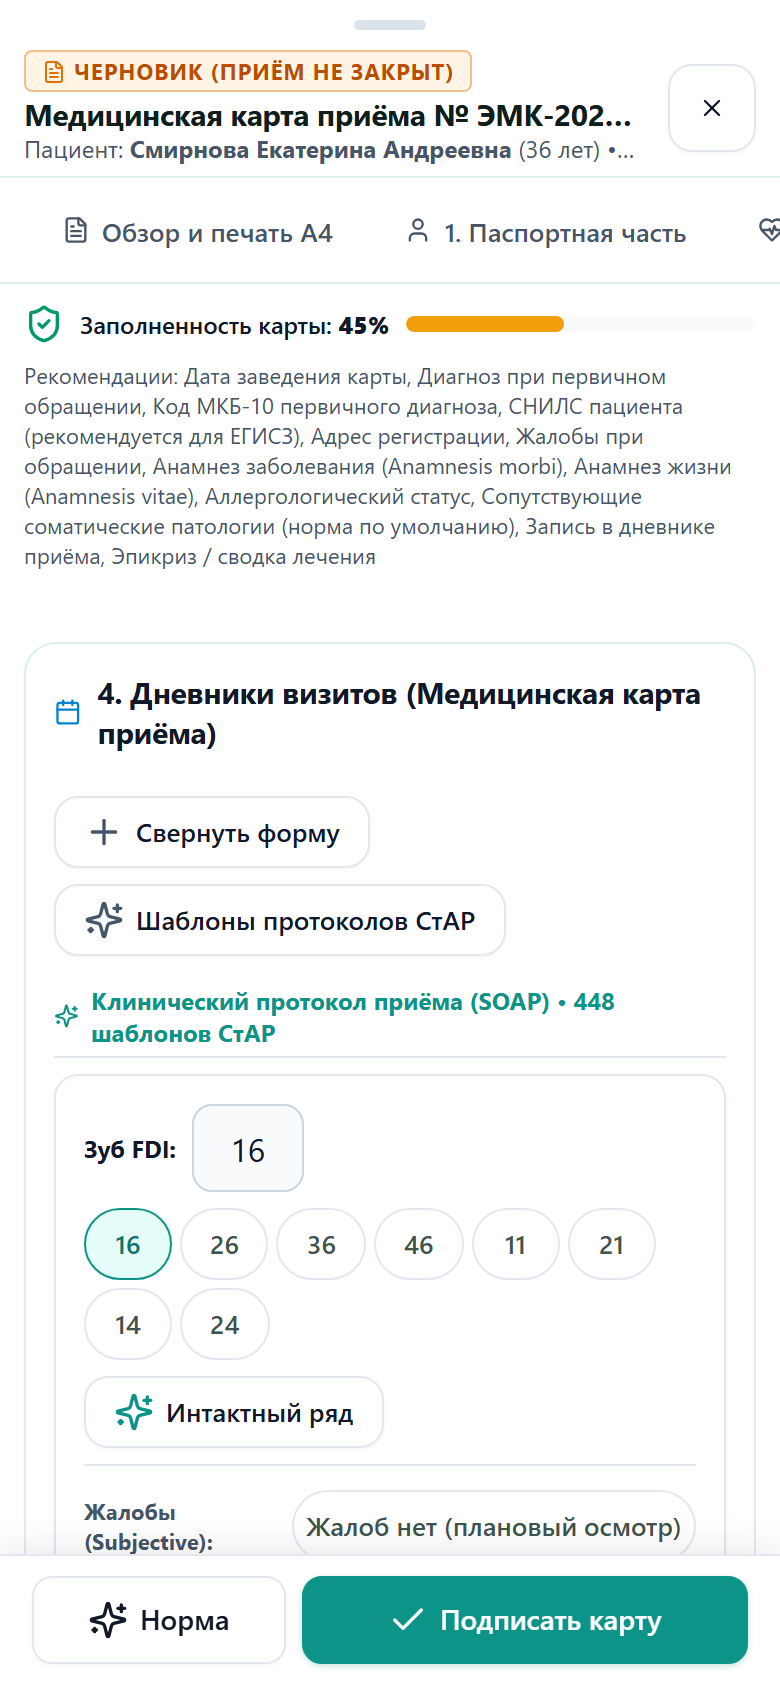 ЧЕРНОВИК (ПРИЁМ НЕ ЗАКРЫТ)
Медицинская карта приёма № ЭМК-202...
Пациент: Смирнова Екатерина Андреевна (36 лет) •...
Обзор и печать А4
1. Паспортная часть
Заполненность карты: 45%
Рекомендации: Дата заведения карты, Диагноз при первичном
обращении, Код МКБ-10 первичного диагноза, СНИЛС пациента
(рекомендуется для ЕГИСЗ), Адрес регистрации, Жалобы при
обращении, Анамнез заболевания (Anamnesis morbi), Анамнез жизни
(Anamnesis vitae), Аллергологический статус, Сопутствующие
соматические патологии (норма по умолчанию), Запись в дневнике
приёма, Эпикриз / сводка лечения
4. Дневники визитов (Медицинская карта
приёма)
Свернуть форму
Шаблоны протоколов СтАР
Клинический протокол приёма (SOAP) • 448
шаблонов СтАР
Зуб FDI:
16
16
26
36
46
11
21
14
24
Интактный ряд
Жалобы
(Subjective):
Жалоб нет (плановый осмотр)
Норма
Подписать карту